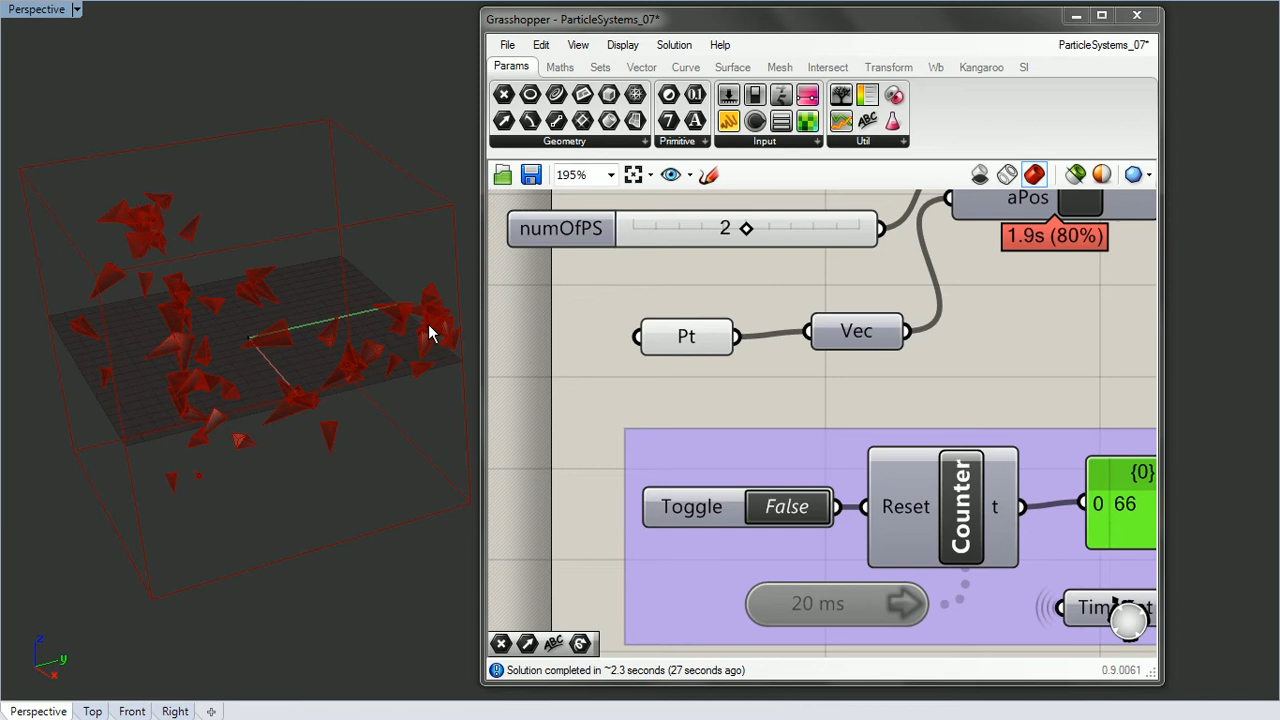 Perspective
Grasshopper - ParticleSystems_07*
File Edit View Display Solution Help ParticleSystems_07*
Params Maths Sets Vector Curve Surface Mesh Intersect Transform Wb Kangaroo SI
Geometry Primitive Input Util
195%
numOfPS 2
aPos
1.9s (80%)
Pt Vec
Toggle False Reset Counter t
{0}
0 66
20 ms
Solution completed in ~2.3 seconds (27 seconds ago) 0.9.0061
z
y
x
Perspective Top Front Right